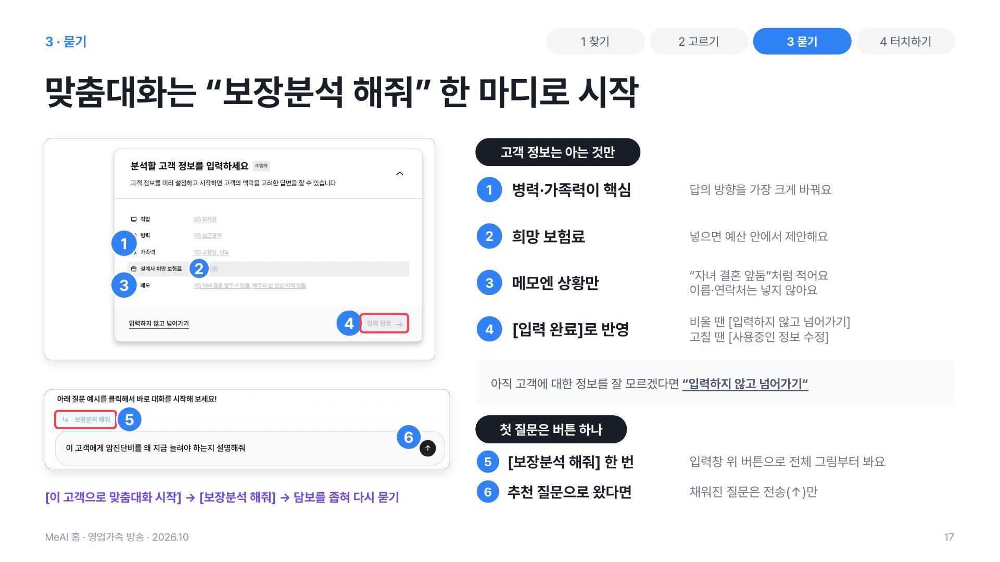 3 · 묻기
1 찾기
2 고르기
3 묻기
4 터치하기
맞춤대화는 “보장분석 해줘” 한 마디로 시작
분석할 고객 정보를 입력하세요 미입력
고객 정보를 미리 설정하고 시작하면 고객의 맥락을 고려한 답변을 할 수 있습니다
직업 예) 회사원
1
병력 예) 심근경색
가족력 예) 고혈압, 당뇨
설계사 희망 보험료 2 만원
3 메모 예) 자녀 결혼 앞두고 있음, 배우자 암 진단 이력 있음
입력하지 않고 넘어가기 4 입력 완료 →
아래 질문 예시를 클릭해서 바로 대화를 시작해 보세요!
↳ 보장분석 해줘 5
6
이 고객에게 암진단비를 왜 지금 늘려야 하는지 설명해줘 ↑
[이 고객으로 맞춤대화 시작] → [보장분석 해줘] → 담보를 좁혀 다시 묻기
고객 정보는 아는 것만
1 병력·가족력이 핵심 답의 방향을 가장 크게 바꿔요
2 희망 보험료 넣으면 예산 안에서 제안해요
3 메모엔 상황만 “자녀 결혼 앞둠”처럼 적어요
이름·연락처는 넣지 않아요
4 [입력 완료]로 반영 비울 땐 [입력하지 않고 넘어가기]
고칠 땐 [사용중인 정보 수정]
아직 고객에 대한 정보를 잘 모르겠다면 “입력하지 않고 넘어가기“
첫 질문은 버튼 하나
5 [보장분석 해줘] 한 번 입력창 위 버튼으로 전체 그림부터 봐요
6 추천 질문으로 왔다면 채워진 질문은 전송(↑)만
MeAI 홈 · 영업가족 방송 · 2026.10
17